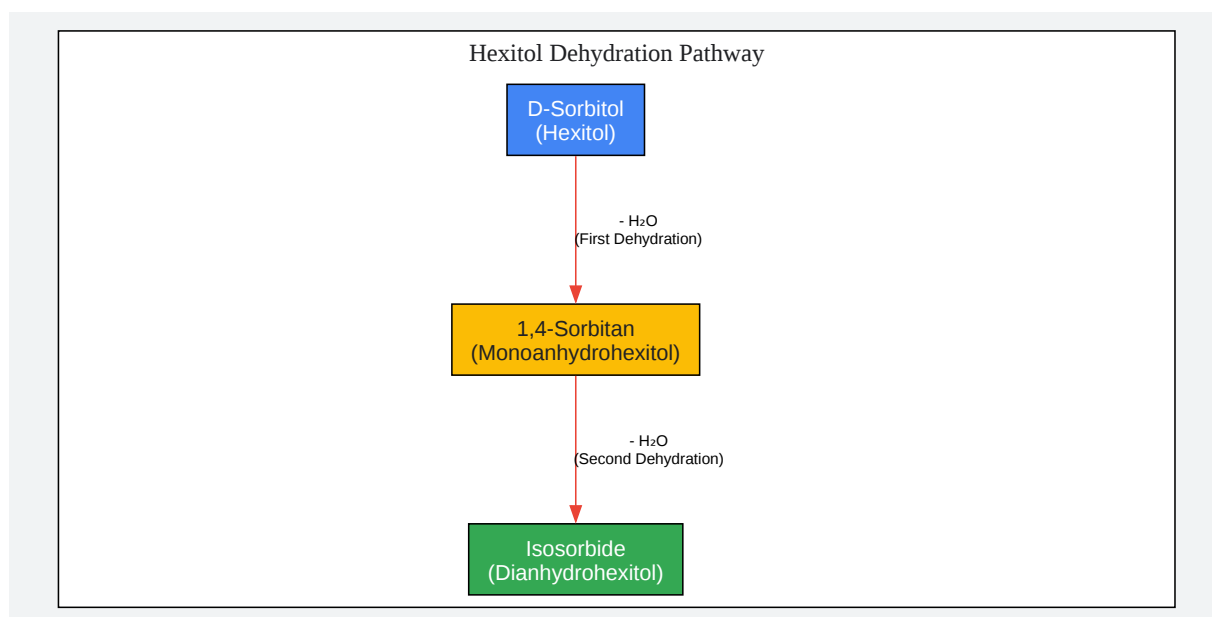 Hexitol Dehydration Pathway
D-Sorbitol
(Hexitol)
- H₂O
(First Dehydration)
1,4-Sorbitan
(Monoanhydrohexitol)
- H₂O
(Second Dehydration)
Isosorbide
(Dianhydrohexitol)